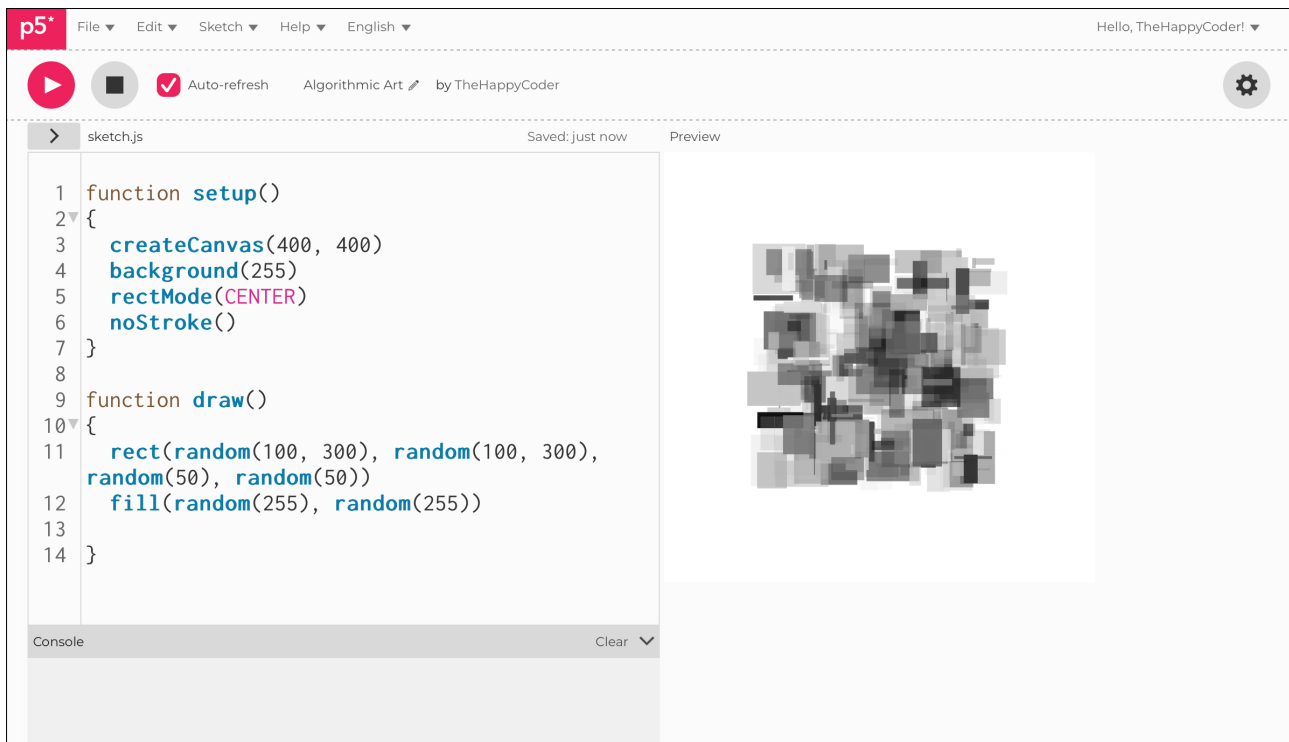 p5* File Edit Sketch Help English Hello, TheHappyCoder!
Auto-refresh Algorithmic Art by TheHappyCoder
sketch.js Saved: just now Preview
1 function setup()
2 {
3 createCanvas(400, 400)
4 background(255)
5 rectMode(CENTER)
6 noStroke()
7 }
8
9 function draw()
10 {
11 rect(random(100, 300), random(100, 300),
random(50), random(50))
12 fill(random(255), random(255))
13
14 }
Console Clear